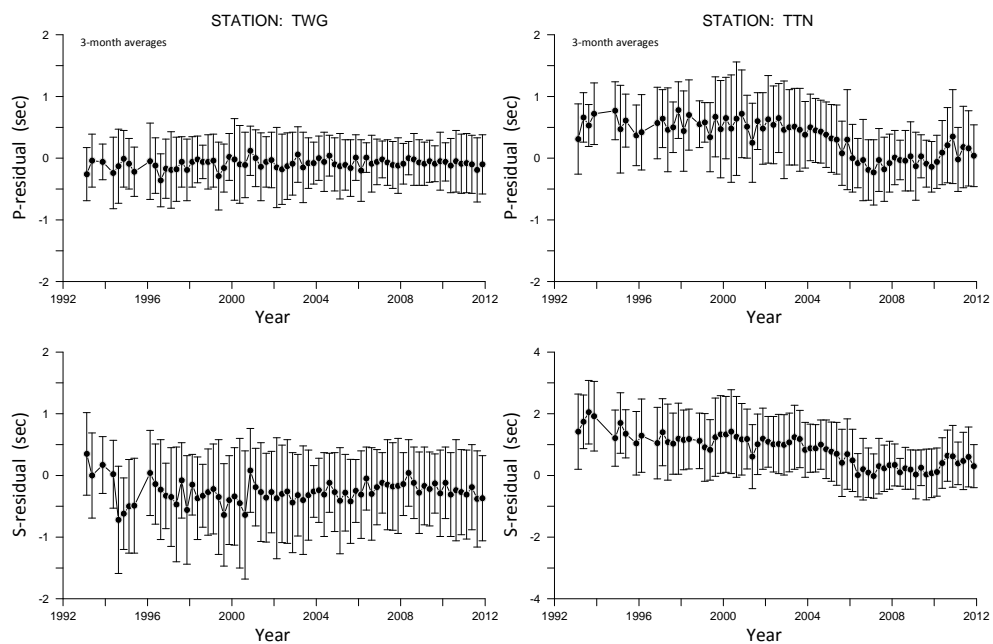 STATION: TWG
3-month averages
P-residual (sec)
2
1
0
-1
-2
1992 1996 2000 2004 2008 2012
Year
STATION: TTN
3-month averages
P-residual (sec)
2
1
0
-1
-2
1992 1996 2000 2004 2008 2012
Year
S-residual (sec)
2
1
0
-1
-2
1992 1996 2000 2004 2008 2012
Year
S-residual (sec)
4
2
0
-2
-4
1992 1996 2000 2004 2008 2012
Year